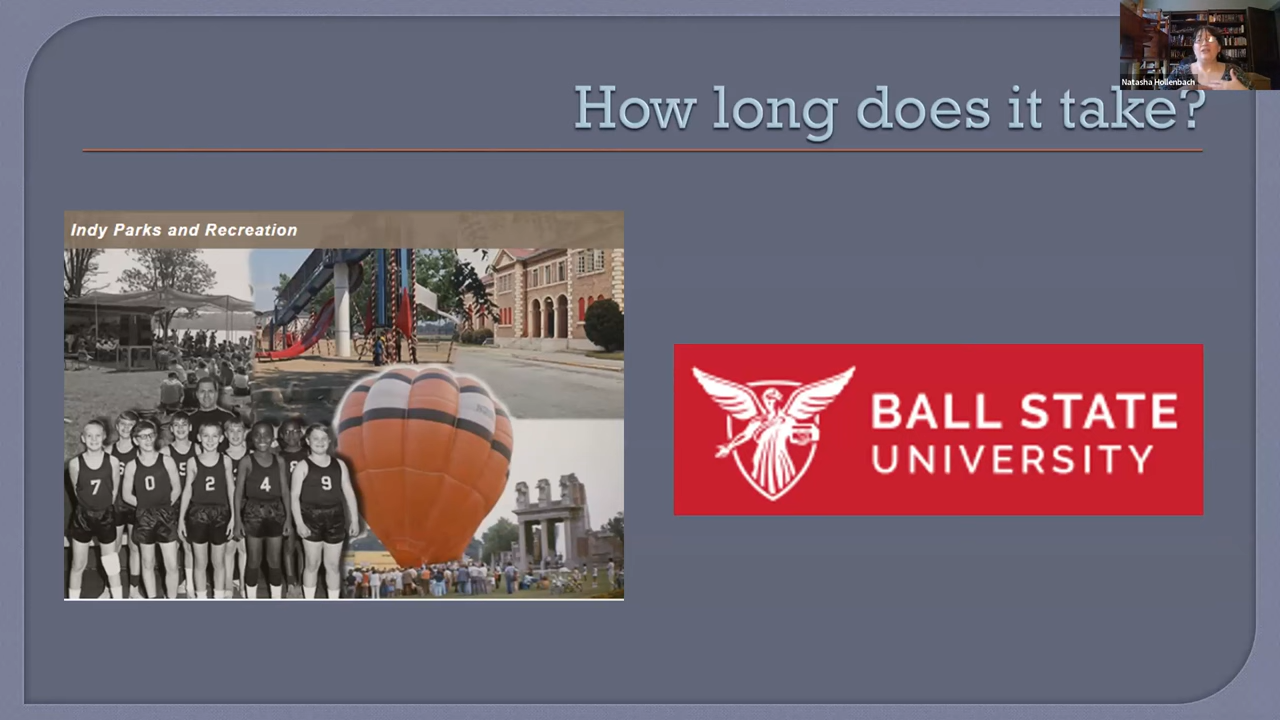 Natasha Hollenbach
How long does it take?
Indy Parks and Recreation
7
0
2
4
9
BALL STATE
UNIVERSITY